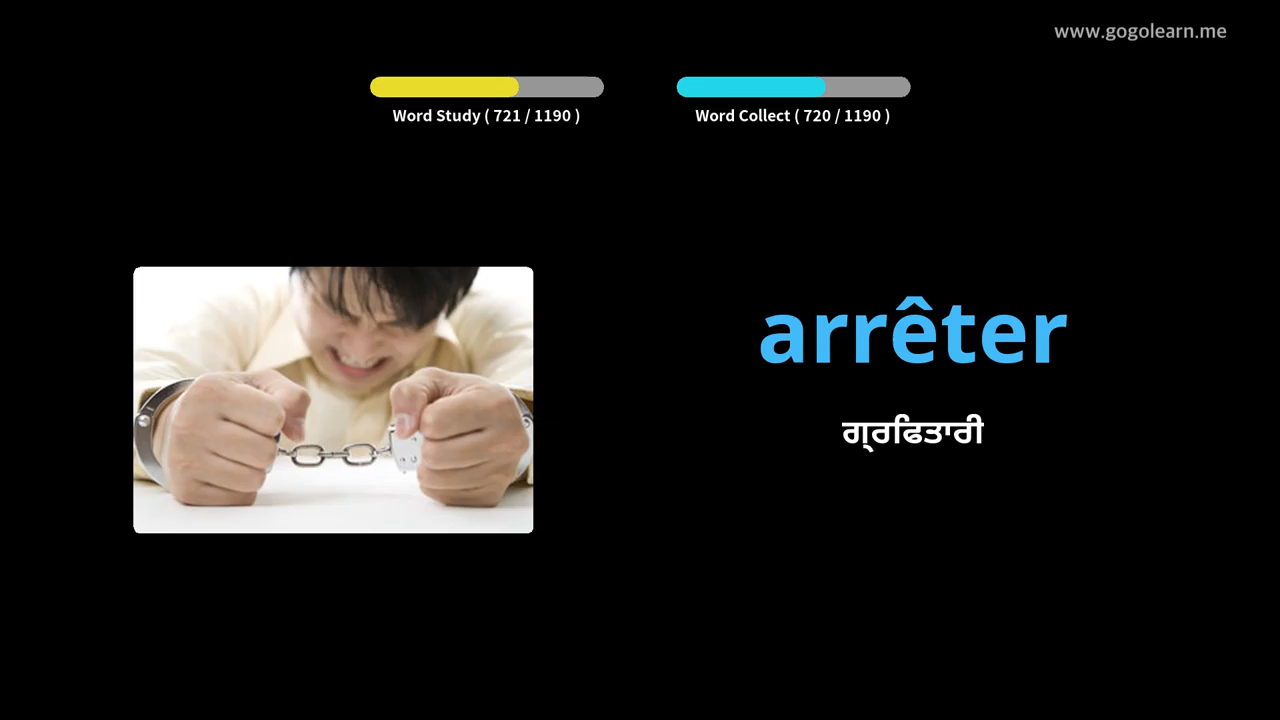 www.gogolearn.me
Word Study ( 721 / 1190 )
Word Collect ( 720 / 1190 )
arrêter
ਗ੍ਰਫਿਤਾਰੀ